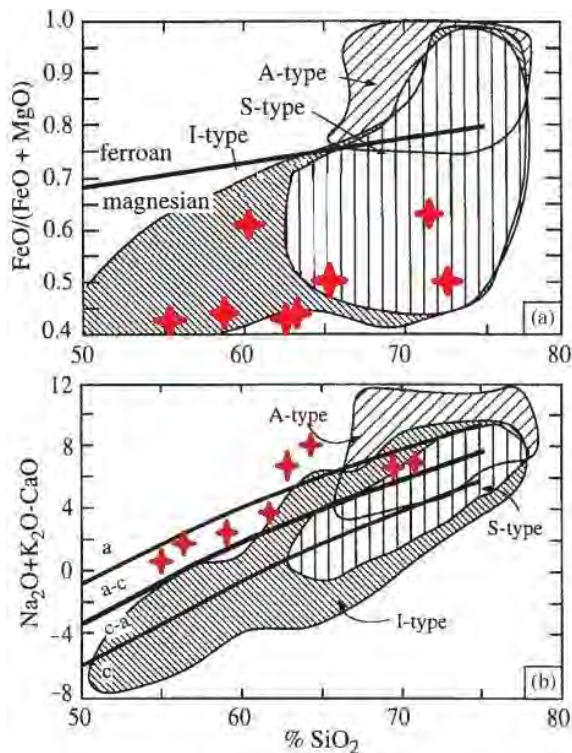 1.0
0.9
0.8
0.7
0.6
0.5
0.4
FeO/(FeO + MgO)
A-type
S-type
I-type
ferroan
magnesian
(a)
50
60
70
80
12
8
4
0
-4
-8
Na2O+K2O-CaO
A-type
S-type
I-type
a
a-c
c-a
c
(b)
50
60
70
80
% SiO2